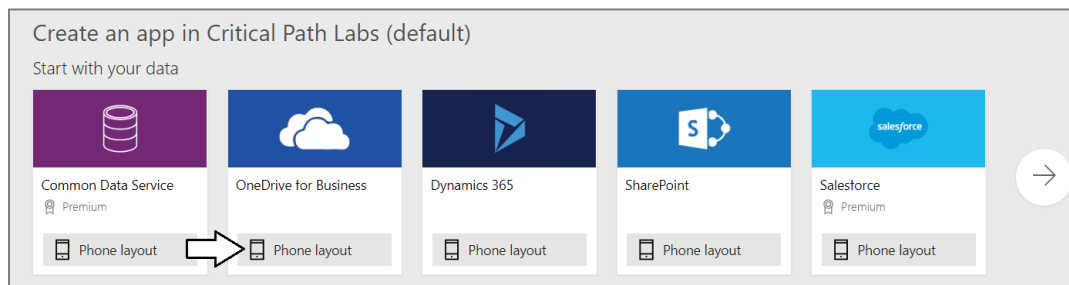 Create an app in Critical Path Labs (default)
Start with your data
S
salesforce
Common Data Service
Premium
OneDrive for Business
Dynamics 365
SharePoint
Salesforce
Premium
Phone layout
Phone layout
Phone layout
Phone layout
Phone layout